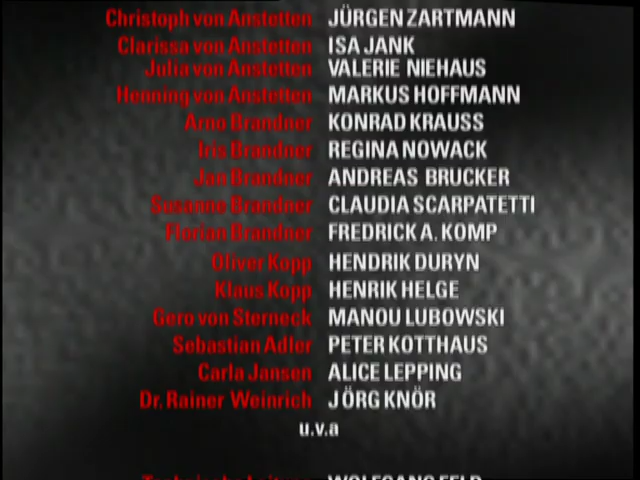 Christoph von Anstetten JÜRGEN ZARTMANN
Clarissa von Anstetten ISA JANK
Julia von Anstetten VALERIE NIEHAUS
Henning von Anstetten MARKUS HOFFMANN
Arno Brandner KONRAD KRAUSS
Iris Brandner REGINA NOWACK
Jan Brandner ANDREAS BRUCKER
Susanne Brandner CLAUDIA SCARPATETTI
Florian Brandner FREDRICK A. KOMP
Oliver Kopp HENDRIK DURYN
Klaus Kopp HENRIK HELGE
Gero von Sterneck MANOU LUBOWSKI
Sebastian Adler PETER KOTTHAUS
Carla Jansen ALICE LEPPING
Dr. Rainer Weinrich JÖRG KNÖR
u.v.a